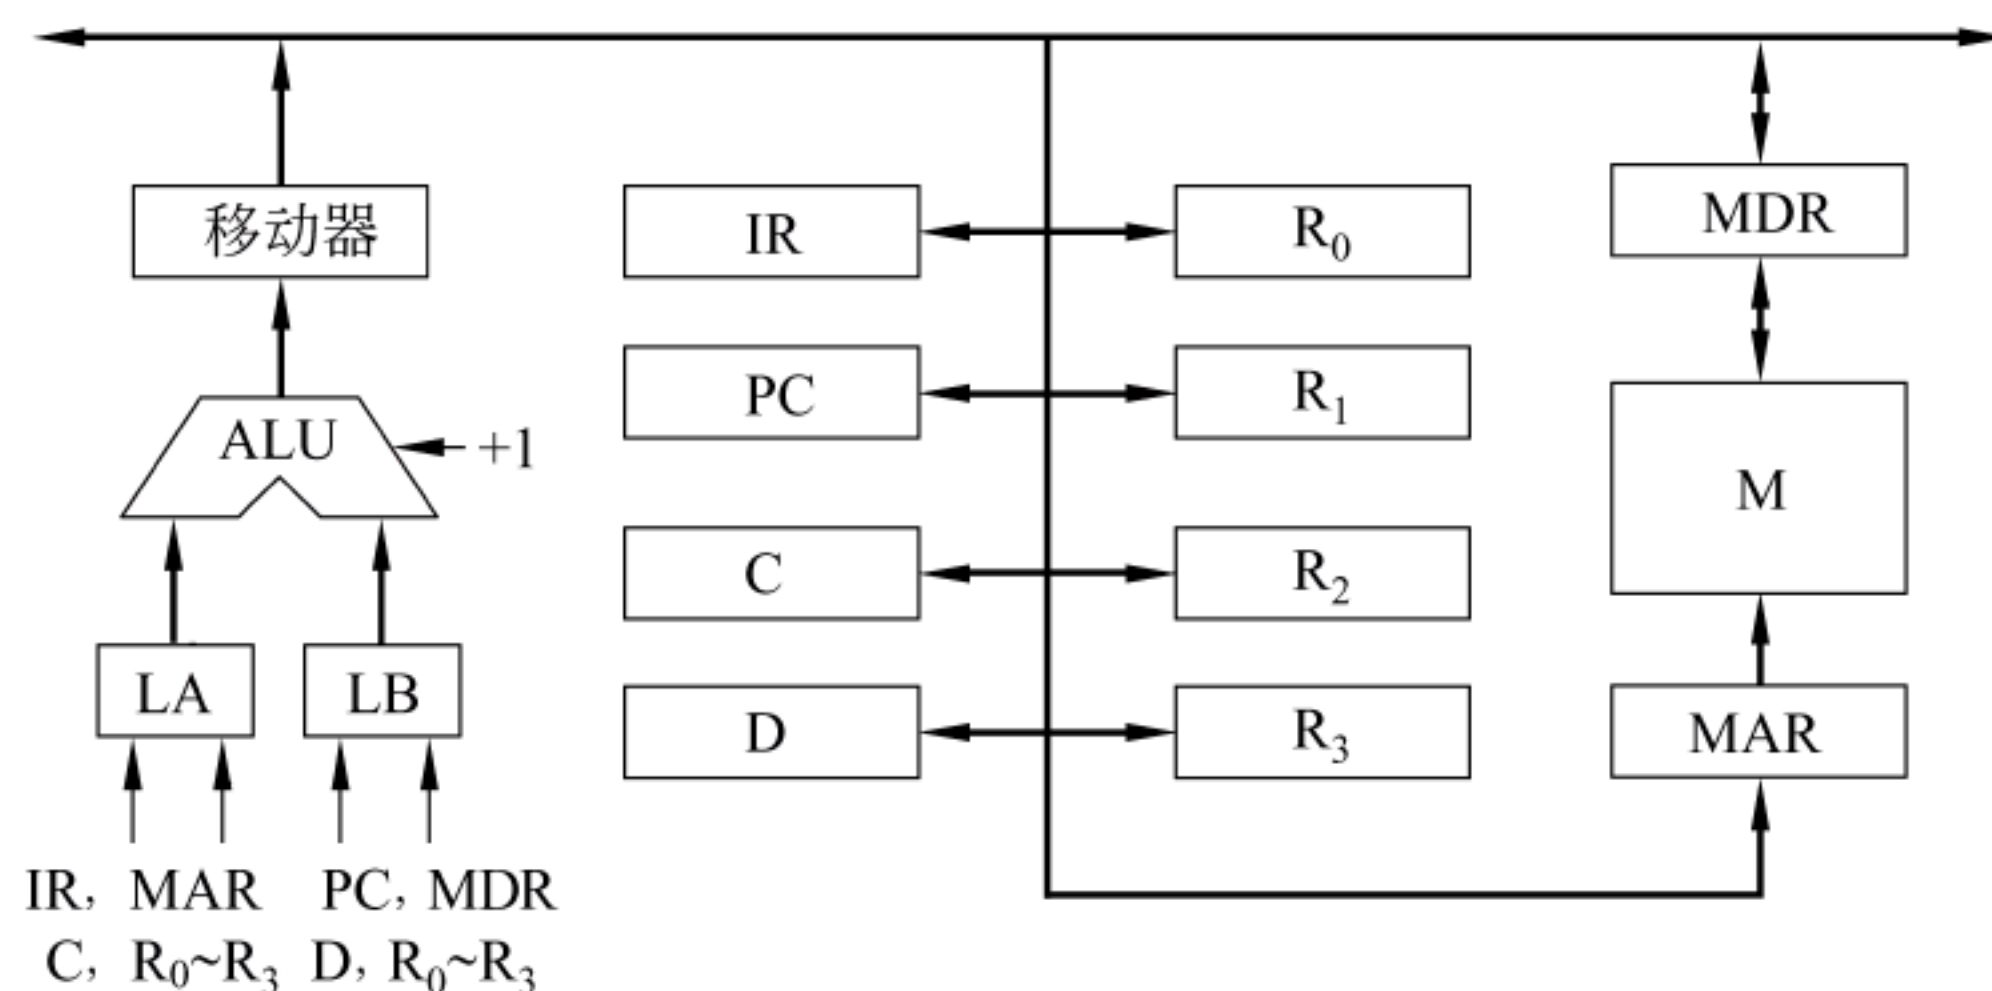 移动器
IR
R₀
MDR
PC
R₁
ALU
+1
M
C
R₂
LA
LB
D
R₃
MAR
IR, MAR PC, MDR
C, R₀~R₃ D, R₀~R₃